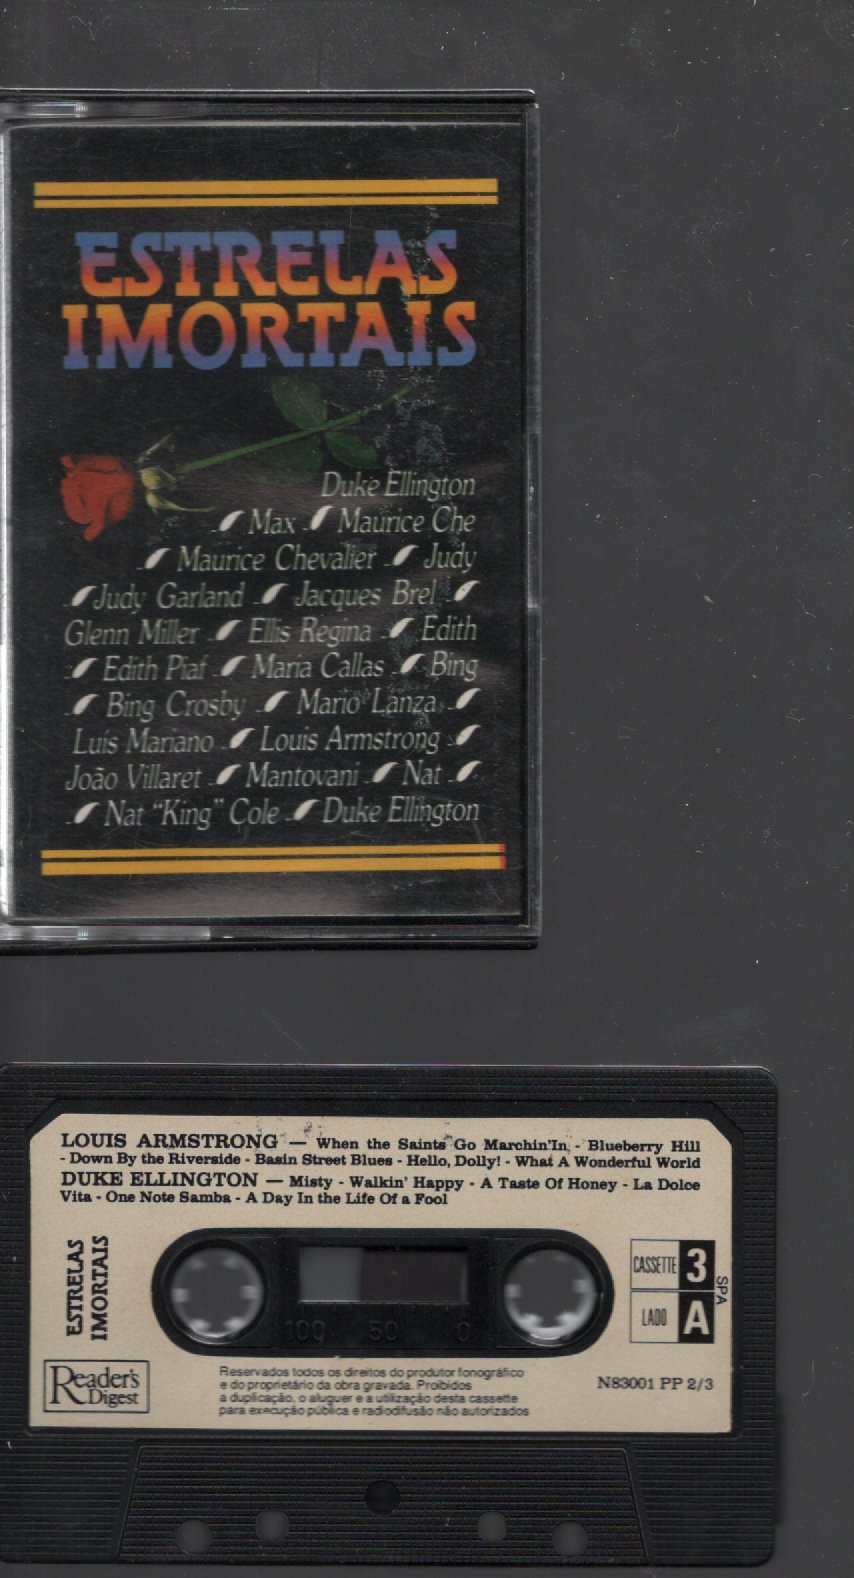 ESTRELAS
IMORTAIS
Duke Ellington
Max Maurice Che
Maurice Chevalier Judy
Judy Garland Jacques Brel
Glenn Miller Ellis Regina Edith
Edith Piaf Maria Callas Bing
Bing Crosby Mario Lanza
Luis Mariano Louis Armstrong
João Villaret Mantovani Nat
Nat “King” Cole Duke Ellington
LOUIS ARMSTRONG — When the Saints Go Marchin'In - Blueberry Hill
- Down By the Riverside - Basin Street Blues - Hello, Dolly! - What A Wonderful World
DUKE ELLINGTON — Misty - Walkin' Happy - A Taste Of Honey - La Dolce
Vita - One Note Samba - A Day In the Life Of a Fool
ESTRELAS
IMORTAIS
100 50 0
CASSETTE 3
LADO A
SPA
Reader's
Digest
Reservados todos os direitos do produtor fonográfico
e do proprietário da obra gravada. Proibidos
a duplicação, o aluguer e a utilização desta cassette
para execução pública e radiodifusão não autorizados
N83001 PP 2/3